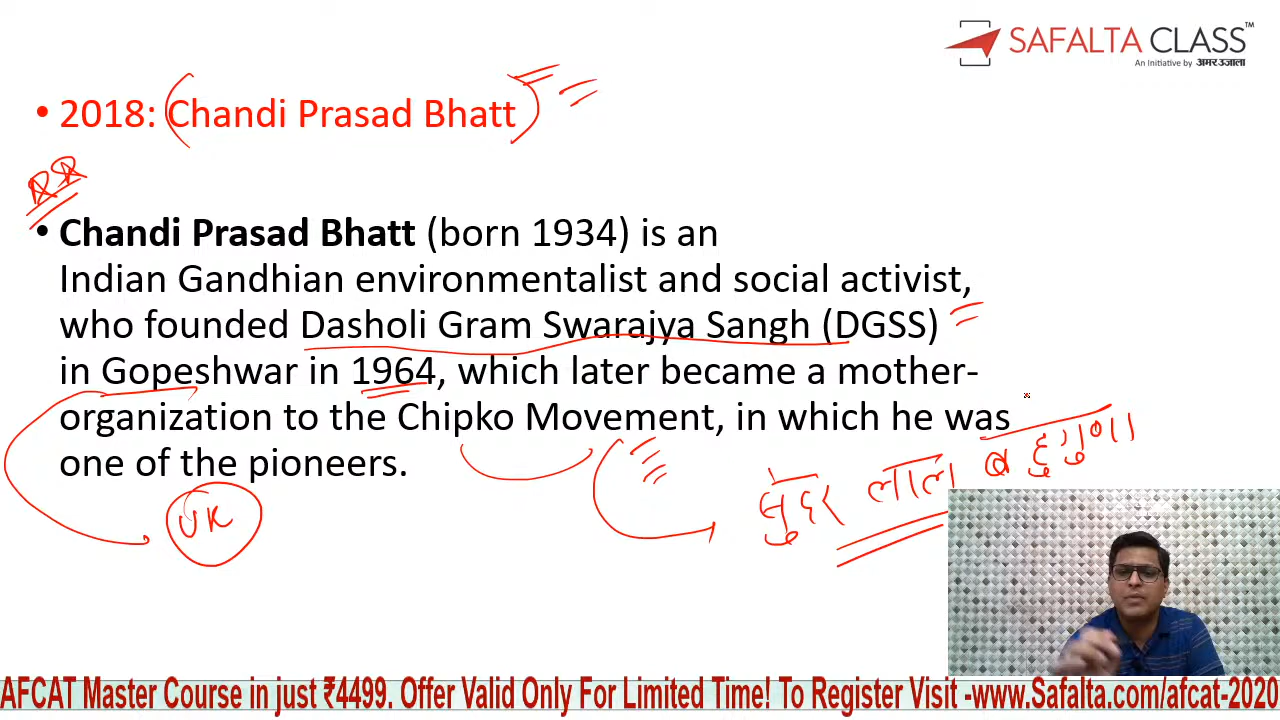 SAFALTA CLASS™
An Initiative by अमर उजाला
• 2018: Chandi Prasad Bhatt
• Chandi Prasad Bhatt (born 1934) is an
Indian Gandhian environmentalist and social activist,
who founded Dasholi Gram Swarajya Sangh (DGSS)
in Gopeshwar in 1964, which later became a mother-
organization to the Chipko Movement, in which he was
one of the pioneers.
UK
सुंदर लाल बहुगुणा
AFCAT Master Course in just ₹4499. Offer Valid Only For Limited Time! To Register Visit -www.Safalta.com/afcat-2020